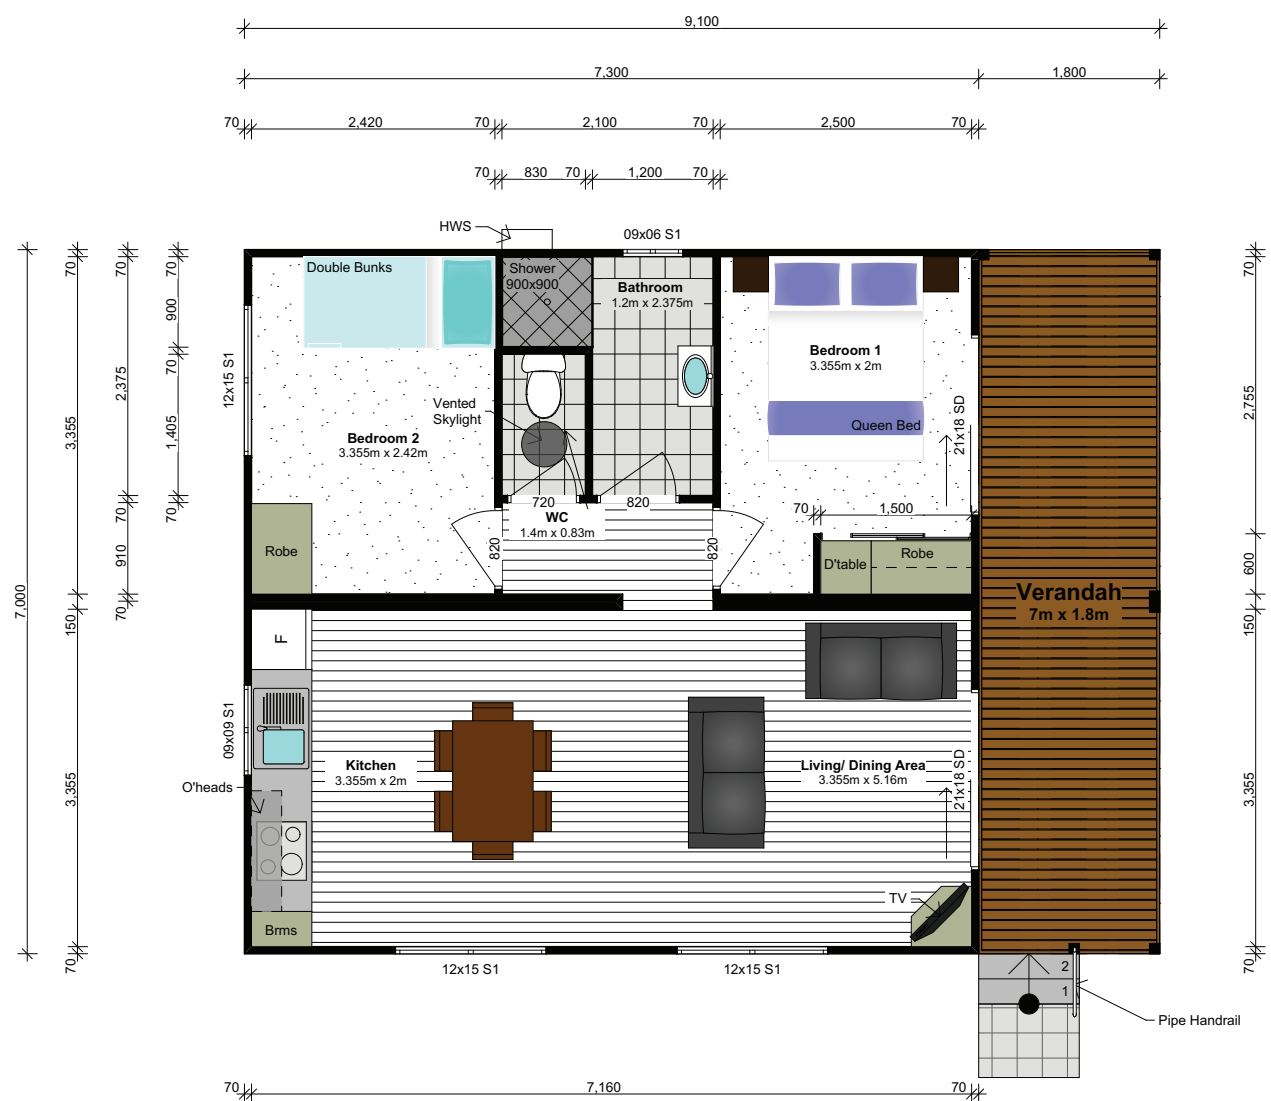 9,100
7,300
1,800
70
2,420
70
2,100
70
2,500
70
70
830
70
1,200
70
HWS
09x06 S1
7,000
70
3,355
150
3,355
70
70
2,375
70
910
70
70
900
70
1,405
70
70
2,755
600
150
3,355
70
Double Bunks
Shower
900x900
Bathroom
1.2m x 2.375m
Bedroom 1
3.355m x 2m
Queen Bed
12x15 S1
Vented
Skylight
Bedroom 2
3.355m x 2.42m
21x18 SD
720
820
WC
1.4m x 0.83m
820
820
70
1,500
Robe
D'table
Robe
Verandah
7m x 1.8m
F
09x09 S1
O'heads
Kitchen
3.355m x 2m
Living/ Dining Area
3.355m x 5.16m
21x18 SD
TV
Brms
12x15 S1
12x15 S1
2
1
Pipe Handrail
70
7,160
70